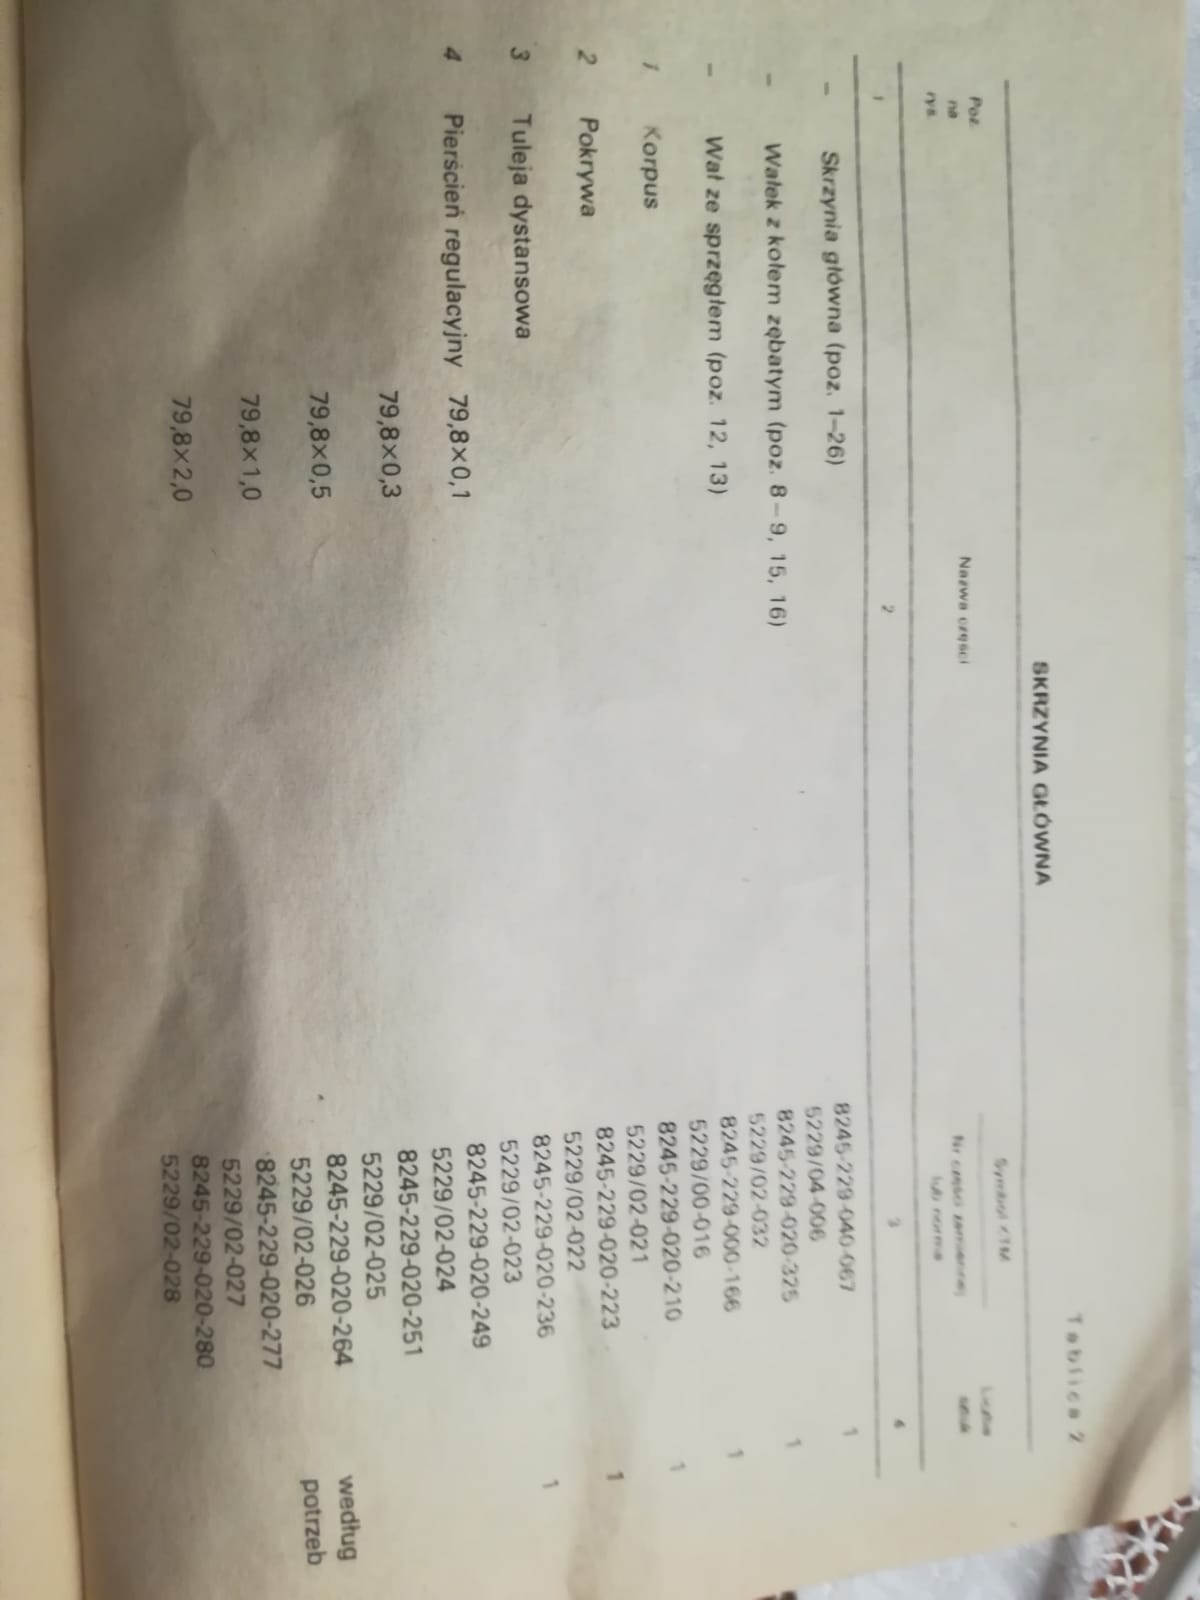 Tablica 2
SKRZYNIA GŁÓWNA
Poz. na rys.
Nazwa części
Symbol KTM
Nr części zamiennej lub norma
Liczba sztuk
1 2 3 4
– Skrzynia główna (poz. 1–26) 8245-229-040-067 1
5229/04-006
– Wałek z kołem zębatym (poz. 8–9, 15, 16) 8245-229-020-325 1
5229/02-032
– Wał ze sprzęgłem (poz. 12, 13) 8245-229-000-166 1
5229/00-016
1 Korpus 8245-229-020-210 1
5229/02-021
2 Pokrywa 8245-229-020-223 1
5229/02-022
3 Tuleja dystansowa 8245-229-020-236 1
5229/02-023
4 Pierścień regulacyjny 79,8×0,1 8245-229-020-249
5229/02-024
79,8×0,3 8245-229-020-251
5229/02-025
79,8×0,5 8245-229-020-264 według
5229/02-026 potrzeb
79,8×1,0 8245-229-020-277
5229/02-027
79,8×2,0 8245-229-020-280
5229/02-028